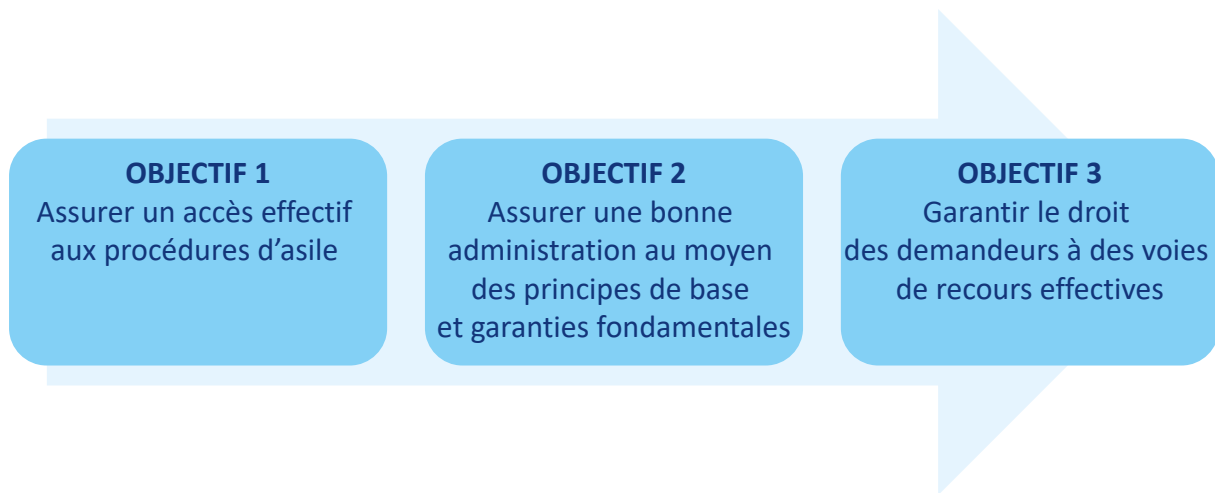 OBJECTIF 1
Assurer un accès effectif
aux procédures d’asile
OBJECTIF 2
Assurer une bonne
administration au moyen
des principes de base
et garanties fondamentales
OBJECTIF 3
Garantir le droit
des demandeurs à des voies
de recours effectives